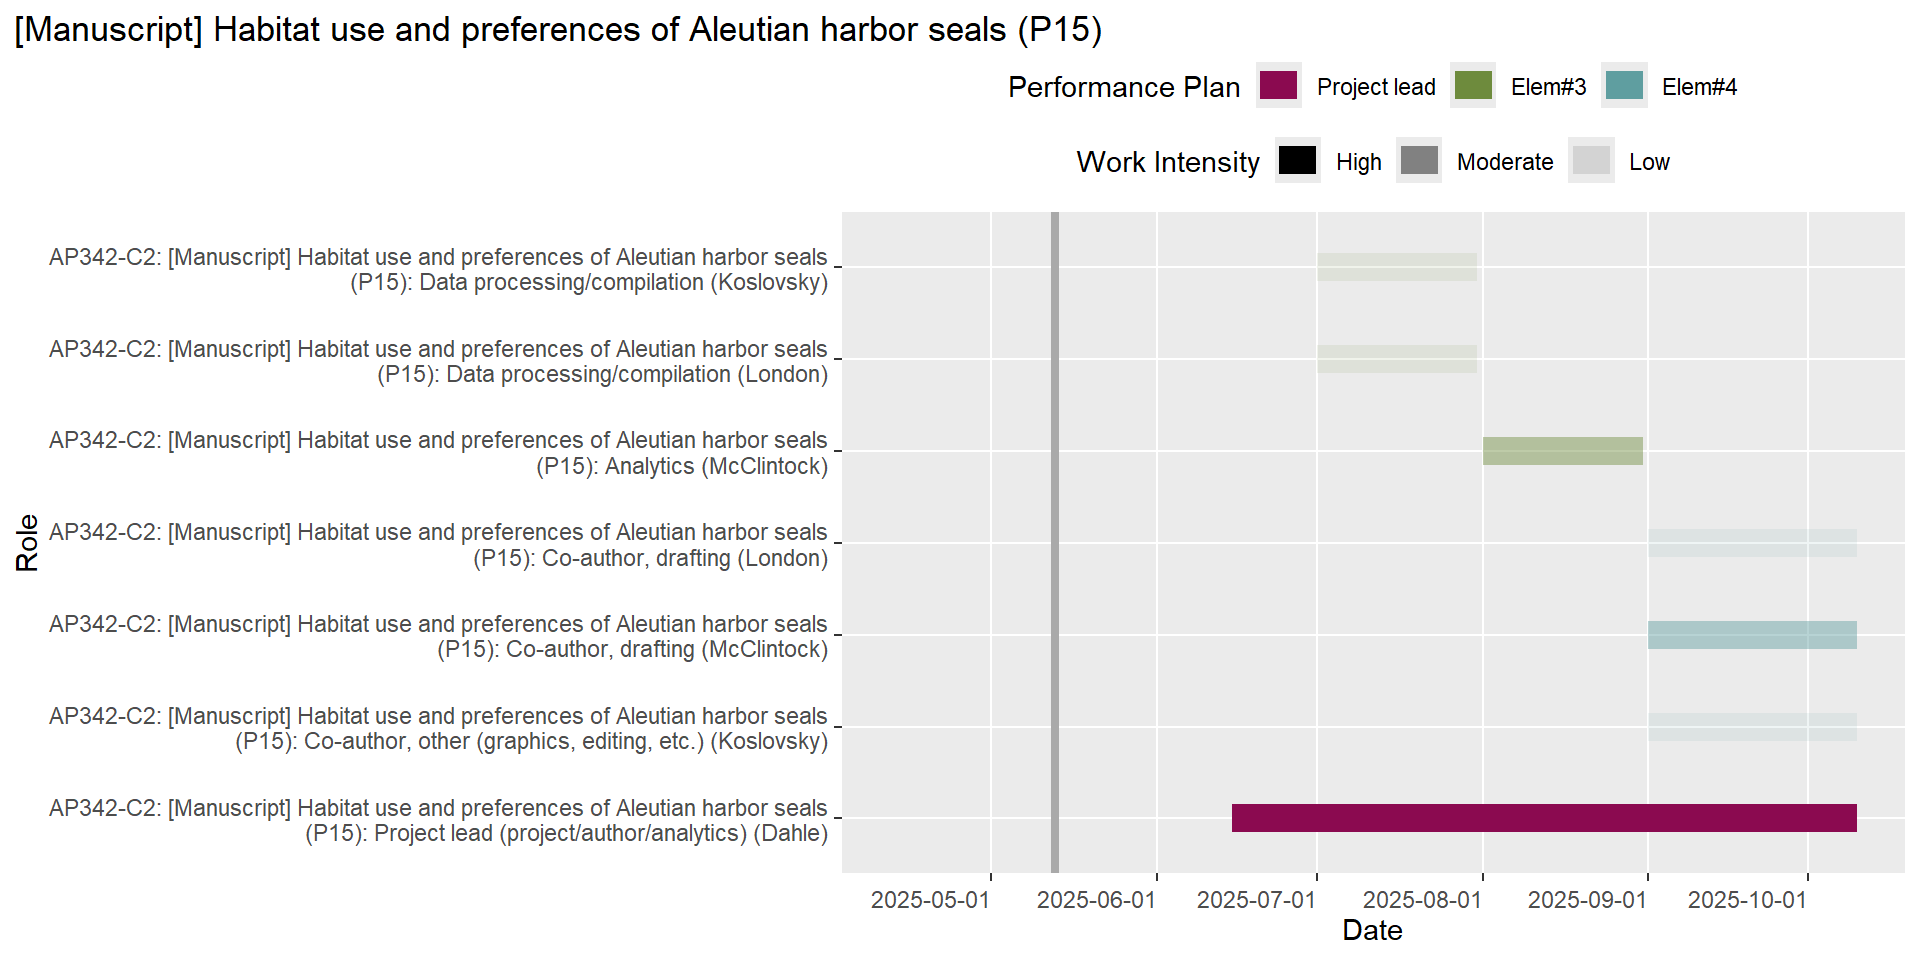 [Manuscript] Habitat use and preferences of Aleutian harbor seals (P15)
Performance Plan Project lead Elem#3 Elem#4
Work Intensity High Moderate Low
AP342-C2: [Manuscript] Habitat use and preferences of Aleutian harbor seals
(P15): Data processing/compilation (Koslovsky)
AP342-C2: [Manuscript] Habitat use and preferences of Aleutian harbor seals
(P15): Data processing/compilation (London)
AP342-C2: [Manuscript] Habitat use and preferences of Aleutian harbor seals
(P15): Analytics (McClintock)
AP342-C2: [Manuscript] Habitat use and preferences of Aleutian harbor seals
(P15): Co-author, drafting (London)
AP342-C2: [Manuscript] Habitat use and preferences of Aleutian harbor seals
(P15): Co-author, drafting (McClintock)
AP342-C2: [Manuscript] Habitat use and preferences of Aleutian harbor seals
(P15): Co-author, other (graphics, editing, etc.) (Koslovsky)
AP342-C2: [Manuscript] Habitat use and preferences of Aleutian harbor seals
(P15): Project lead (project/author/analytics) (Dahle)
Role
2025-05-01 2025-06-01 2025-07-01 2025-08-01 2025-09-01 2025-10-01
Date